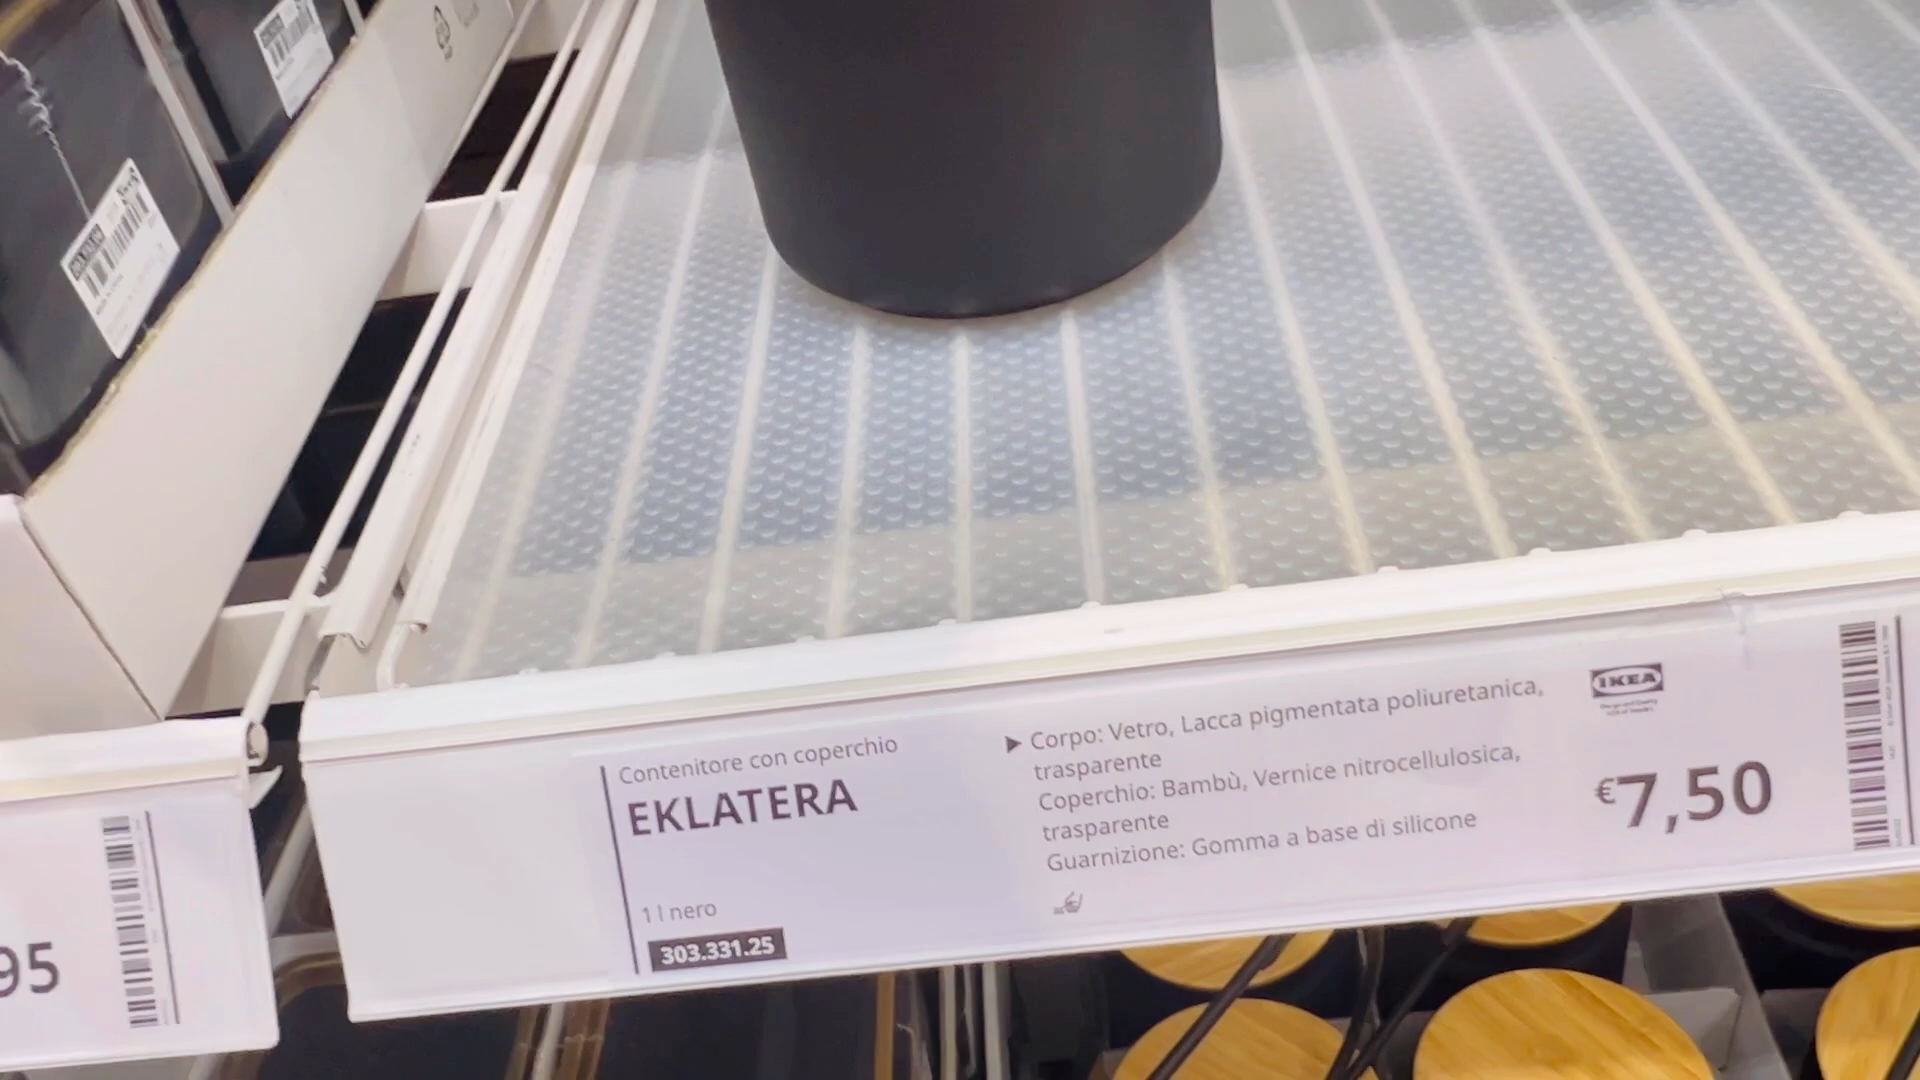 Contenitore con coperchio
EKLATERA
1 l nero
303.331.25
▶ Corpo: Vetro, Lacca pigmentata poliuretanica,
trasparente
Coperchio: Bambù, Vernice nitrocellulosica,
trasparente
Guarnizione: Gomma a base di silicone
IKEA
€7,50
95